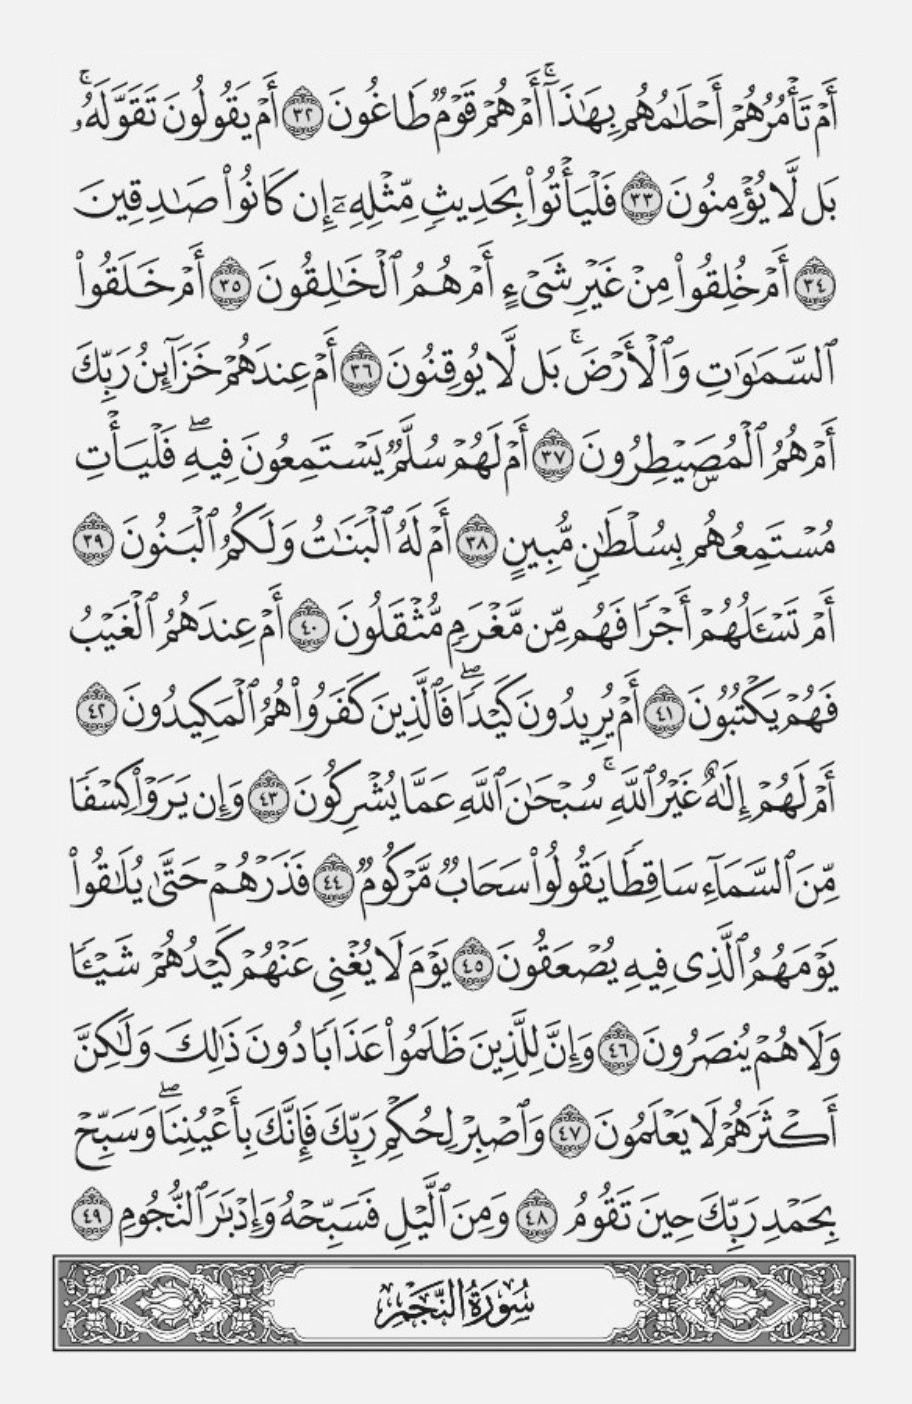 أَمۡ تَأۡمُرُهُمۡ أَحۡلَٰمُهُم بِهَٰذَآۚ أَمۡ هُمۡ قَوۡمٞ طَاغُونَ ٣٢ أَمۡ يَقُولُونَ تَقَوَّلَهُۥۚ
بَل لَّا يُؤۡمِنُونَ ٣٣ فَلۡيَأۡتُواْ بِحَدِيثٖ مِّثۡلِهِۦٓ إِن كَانُواْ صَٰدِقِينَ
٣٤ أَمۡ خُلِقُواْ مِنۡ غَيۡرِ شَيۡءٍ أَمۡ هُمُ ٱلۡخَٰلِقُونَ ٣٥ أَمۡ خَلَقُواْ
ٱلسَّمَٰوَٰتِ وَٱلۡأَرۡضَۚ بَل لَّا يُوقِنُونَ ٣٦ أَمۡ عِندَهُمۡ خَزَآئِنُ رَبِّكَ
أَمۡ هُمُ ٱلۡمُصَۜيۡطِرُونَ ٣٧ أَمۡ لَهُمۡ سُلَّمٞ يَسۡتَمِعُونَ فِيهِۖ فَلۡيَأۡتِ
مُسۡتَمِعُهُم بِسُلۡطَٰنٖ مُّبِينٍ ٣٨ أَمۡ لَهُ ٱلۡبَنَٰتُ وَلَكُمُ ٱلۡبَنُونَ ٣٩
أَمۡ تَسۡـَٔلُهُمۡ أَجۡرٗا فَهُم مِّن مَّغۡرَمٖ مُّثۡقَلُونَ ٤٠ أَمۡ عِندَهُمُ ٱلۡغَيۡبُ
فَهُمۡ يَكۡتُبُونَ ٤١ أَمۡ يُرِيدُونَ كَيۡدٗاۖ فَٱلَّذِينَ كَفَرُواْ هُمُ ٱلۡمَكِيدُونَ ٤٢
أَمۡ لَهُمۡ إِلَٰهٌ غَيۡرُ ٱللَّهِۚ سُبۡحَٰنَ ٱللَّهِ عَمَّا يُشۡرِكُونَ ٤٣ وَإِن يَرَوۡاْ كِسۡفٗا
مِّنَ ٱلسَّمَآءِ سَاقِطٗا يَقُولُواْ سَحَابٞ مَّرۡكُومٞ ٤٤ فَذَرۡهُمۡ حَتَّىٰ يُلَٰقُواْ
يَوۡمَهُمُ ٱلَّذِي فِيهِ يُصۡعَقُونَ ٤٥ يَوۡمَ لَا يُغۡنِي عَنۡهُمۡ كَيۡدُهُمۡ شَيۡـٔٗا
وَلَا هُمۡ يُنصَرُونَ ٤٦ وَإِنَّ لِلَّذِينَ ظَلَمُواْ عَذَابٗا دُونَ ذَٰلِكَ وَلَٰكِنَّ
أَكۡثَرَهُمۡ لَا يَعۡلَمُونَ ٤٧ وَٱصۡبِرۡ لِحُكۡمِ رَبِّكَ فَإِنَّكَ بِأَعۡيُنِنَاۖ وَسَبِّحۡ
بِحَمۡدِ رَبِّكَ حِينَ تَقُومُ ٤٨ وَمِنَ ٱلَّيۡلِ فَسَبِّحۡهُ وَإِدۡبَٰرَ ٱلنُّجُومِ ٤٩
سُورَةُ النَّجۡمِ